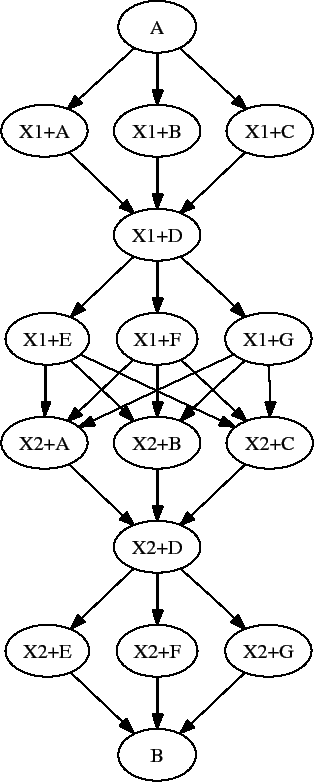 A
X1+A X1+B X1+C
X1+D
X1+E X1+F X1+G
X2+A X2+B X2+C
X2+D
X2+E X2+F X2+G
B